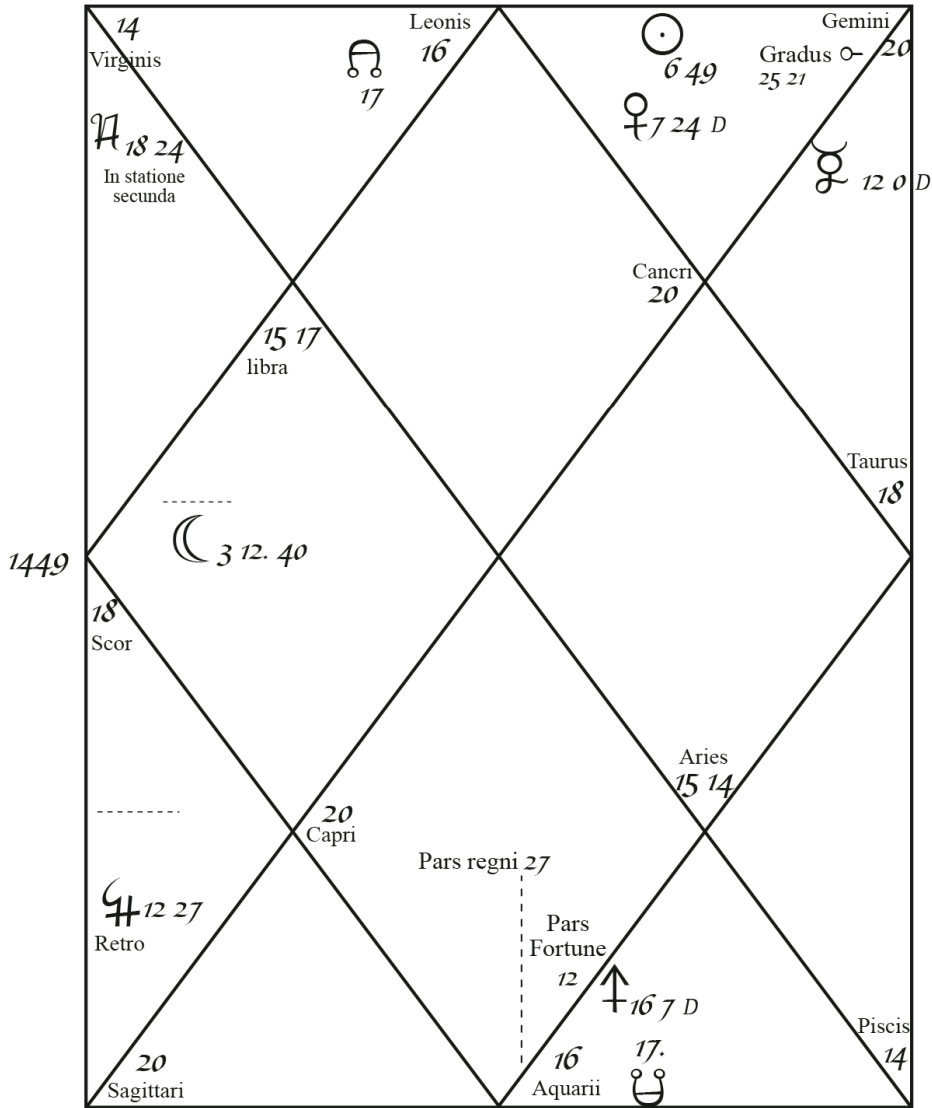 14
Virginis
18 24
In statione
secunda
17
Leonis
16
6 49
7 24 D
Gemini
20
Gradus
25 21
12 0 D
Cancri
20
15 17
libra
Taurus
18
3 12. 40
1449
18
Scor
Aries
15 14
20
Capri
Pars regni 27
12 27
Retro
Pars
Fortune
12
16 7 D
17.
20
Sagittari
16
Aquarii
Piscis
14